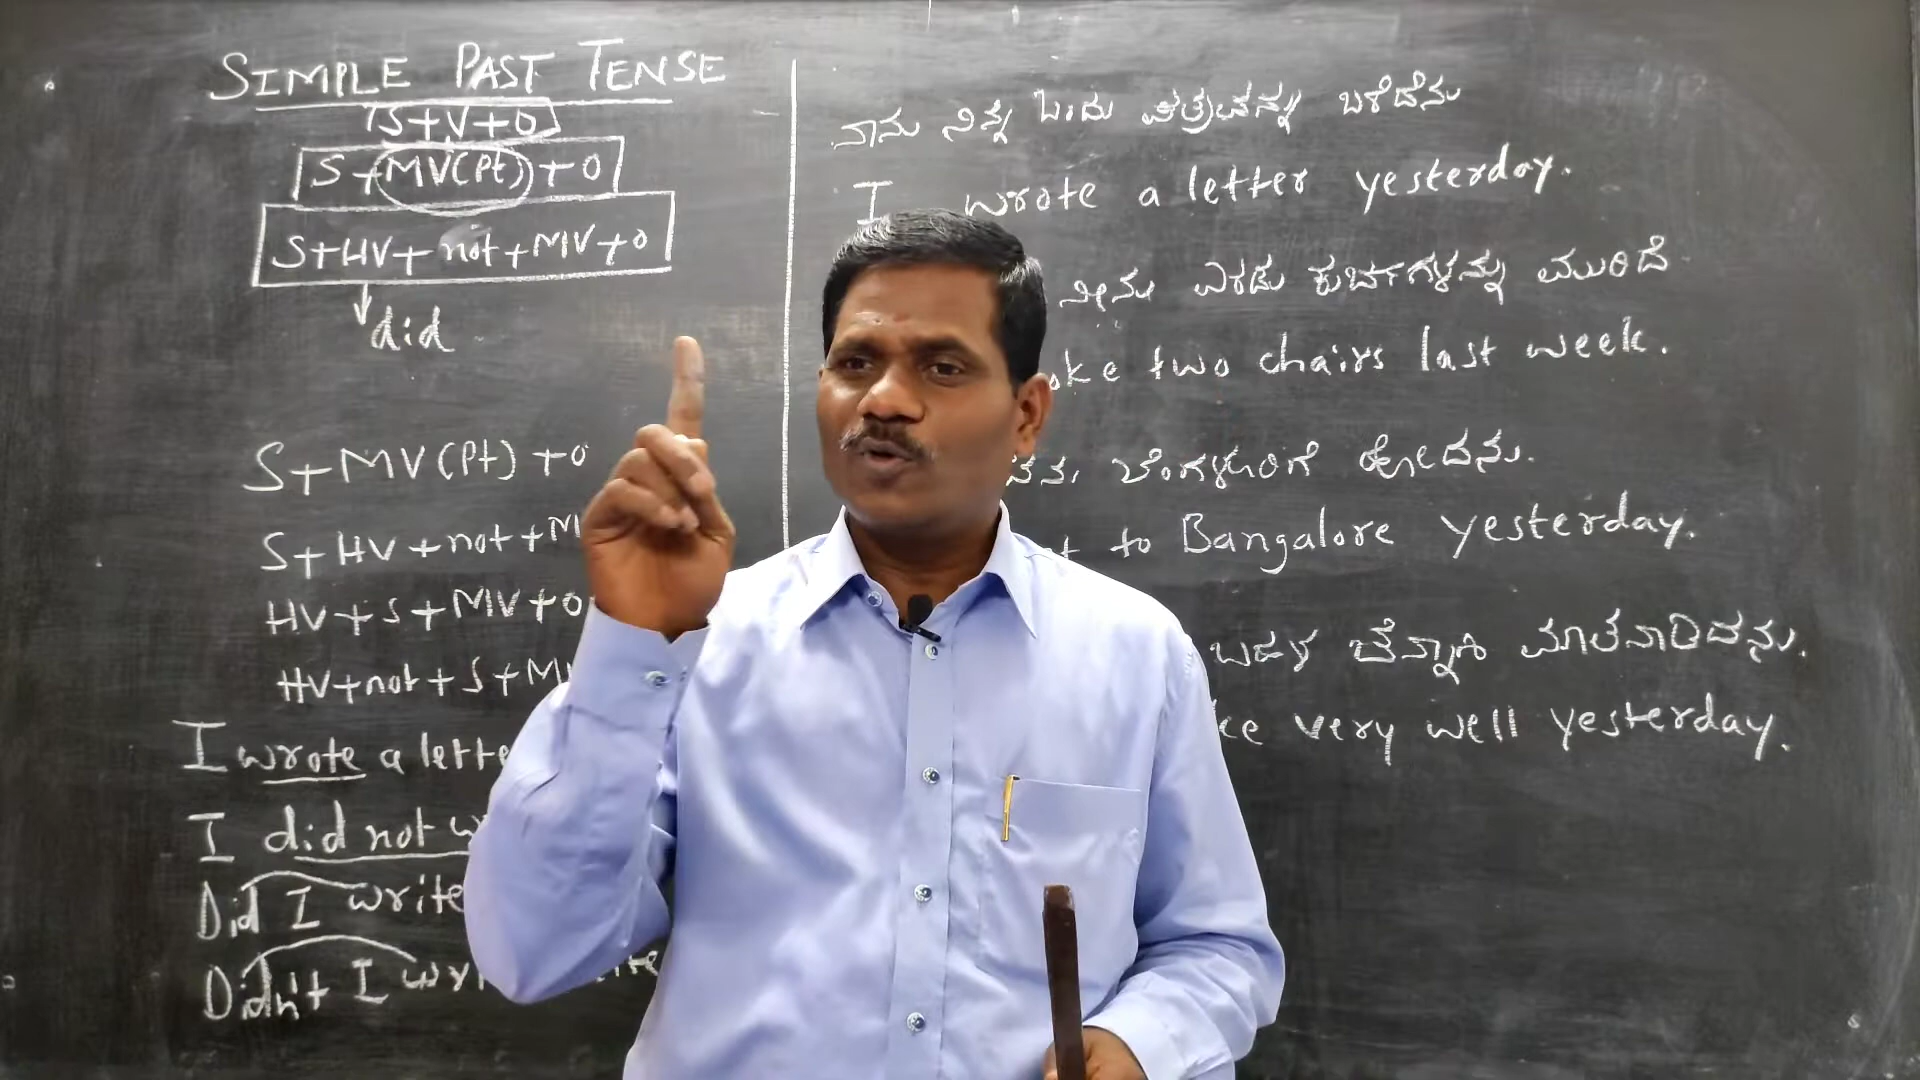 SIMPLE PAST TENSE
S+V+O
S+MV(Pt)+O
S+HV+not+MV+O
did
S+MV(Pt)+O
S+HV+not+
HV+S+MV+O
HV+not+S+
I wrote a
I did not
Did I write
Didn't I
ನಾನು ನಿನ್ನೆ ಒಂದು ಪತ್ರವನ್ನು ಬರೆದೆನು
I wrote a letter yesterday.
ನೀನು ಎರಡು ಕುರ್ಚಿಗಳನ್ನು ಮುರಿದೆ
two chairs last week.
ಬೆಂಗಳೂರಿಗೆ ಹೋದನು.
to Bangalore yesterday.
ಬಹಳ ಚೆನ್ನಾಗಿ ಮಾತನಾಡಿದನು.
very well yesterday.